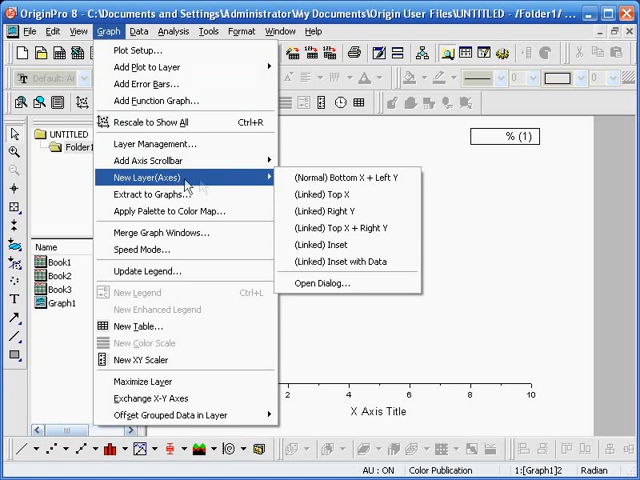 OriginPro 8 - C:\Documents and Settings\Administrator\My Documents\Origin User Files\UNTITLED - /Folder1/ ...
File Edit View Graph Data Analysis Tools Format Window Help
Plot Setup...
Add Plot to Layer
Add Error Bars...
Add Function Graph...
Rescale to Show All Ctrl+R
Layer Management...
Add Axis Scrollbar
New Layer(Axes)
Extract to Graphs...
Apply Palette to Color Map...
Merge Graph Windows...
Speed Mode...
Update Legend...
New Legend Ctrl+L
New Enhanced Legend
New Table...
New Color Scale
New XY Scaler
Maximize Layer
Exchange X-Y Axes
Offset Grouped Data in Layer
(Normal) Bottom X + Left Y
(Linked) Top X
(Linked) Right Y
(Linked) Top X + Right Y
(Linked) Inset
(Linked) Inset with Data
Open Dialog...
Default: Ar
0
0
UNTITLED
Folder1
Name
Book1
Book2
Book3
Graph1
% (1)
2 4 6 8 10
X Axis Title
AU : ON Color Publication 1:[Graph1]2 Radian